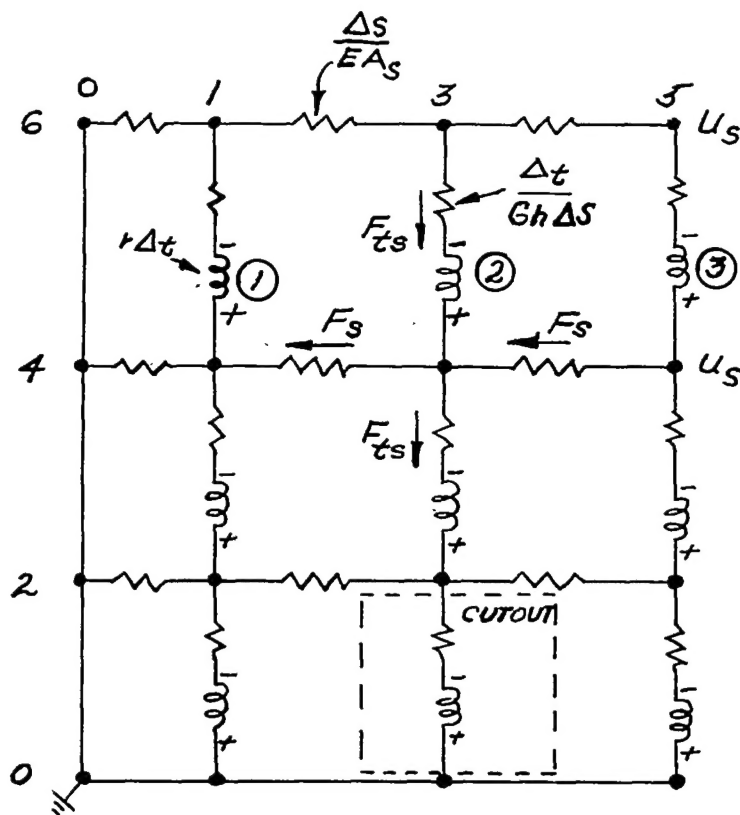 Δs
EAₛ
0 1 3 5
6 uₛ
Δt
GhΔs
Fₜₛ
rΔt
− − −
① ② ③
+ + +
Fₛ Fₛ
4 uₛ
Fₜₛ
− − −
+ + +
2
CUTOUT
− − −
+ + +
0